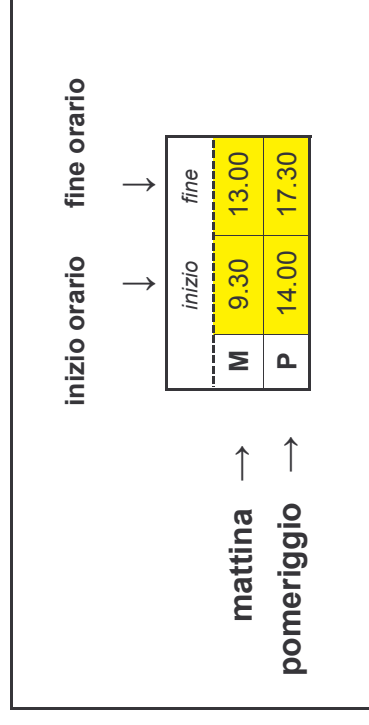 inizio orario fine orario
↓ ↓
inizio fine
mattina → M 9.30 13.00
pomeriggio → P 14.00 17.30